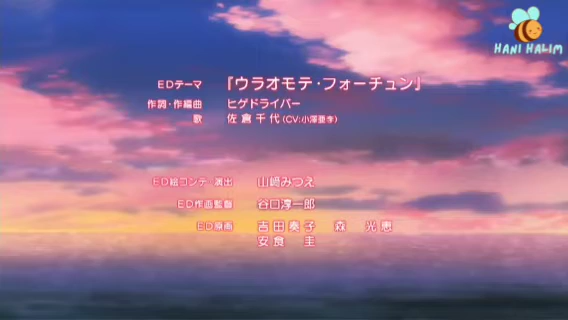 HANI HALIM
EDテーマ 『ウラオモテ・フォーチュン』
作詞・作編曲 ヒゲドライバー
歌 佐倉千代(CV:小澤亜李)
ED絵コンテ 演出 山﨑みつえ
ED作画監督 谷口淳一郎
ED原画 吉田奏子 森 光恵
安食 圭